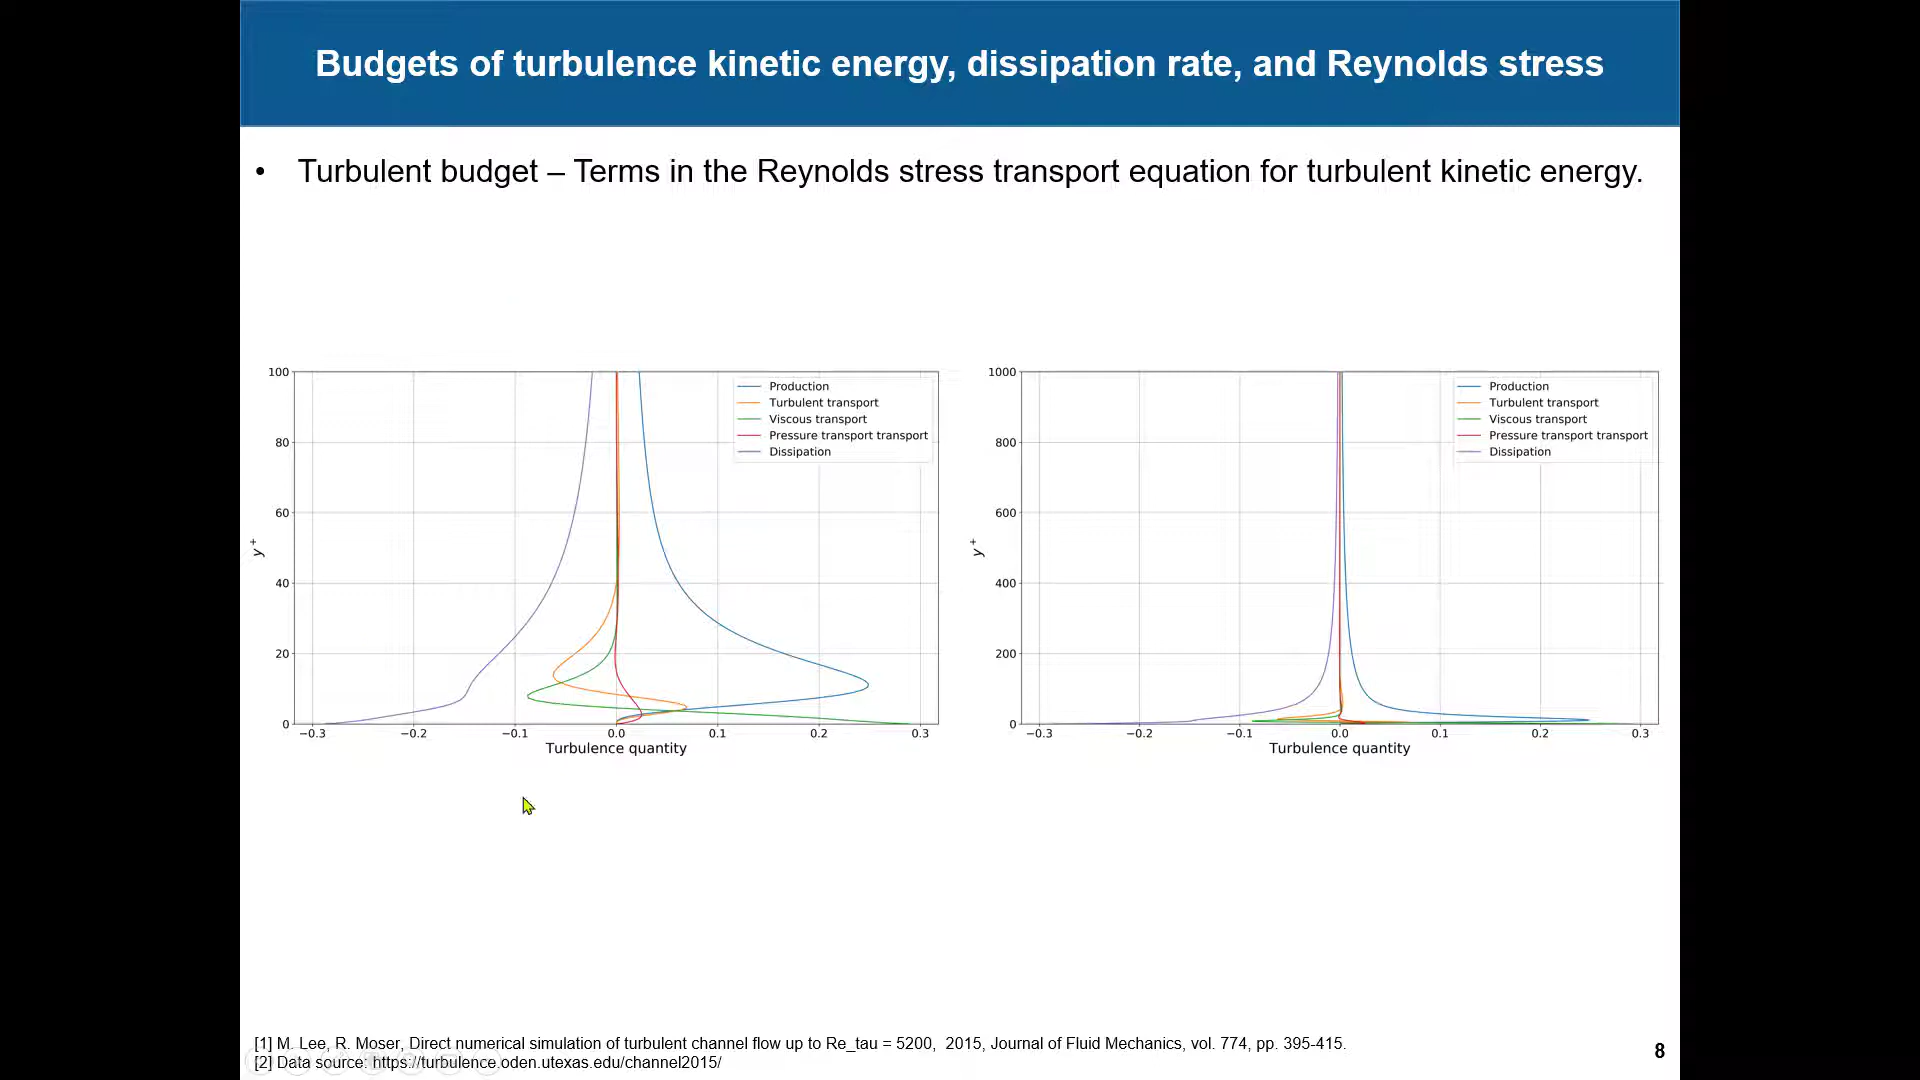 Budgets of turbulence kinetic energy, dissipation rate, and Reynolds stress
• Turbulent budget – Terms in the Reynolds stress transport equation for turbulent kinetic energy.
100
80
60
40
20
0
y+
−0.3 −0.2 −0.1 0.0 0.1 0.2 0.3
Turbulence quantity
Production
Turbulent transport
Viscous transport
Pressure transport transport
Dissipation
1000
800
600
400
200
0
y+
−0.3 −0.2 −0.1 0.0 0.1 0.2 0.3
Turbulence quantity
Production
Turbulent transport
Viscous transport
Pressure transport transport
Dissipation
[1] M. Lee, R. Moser, Direct numerical simulation of turbulent channel flow up to Re_tau = 5200, 2015, Journal of Fluid Mechanics, vol. 774, pp. 395-415.
[2] Data source: https://turbulence.oden.utexas.edu/channel2015/
8